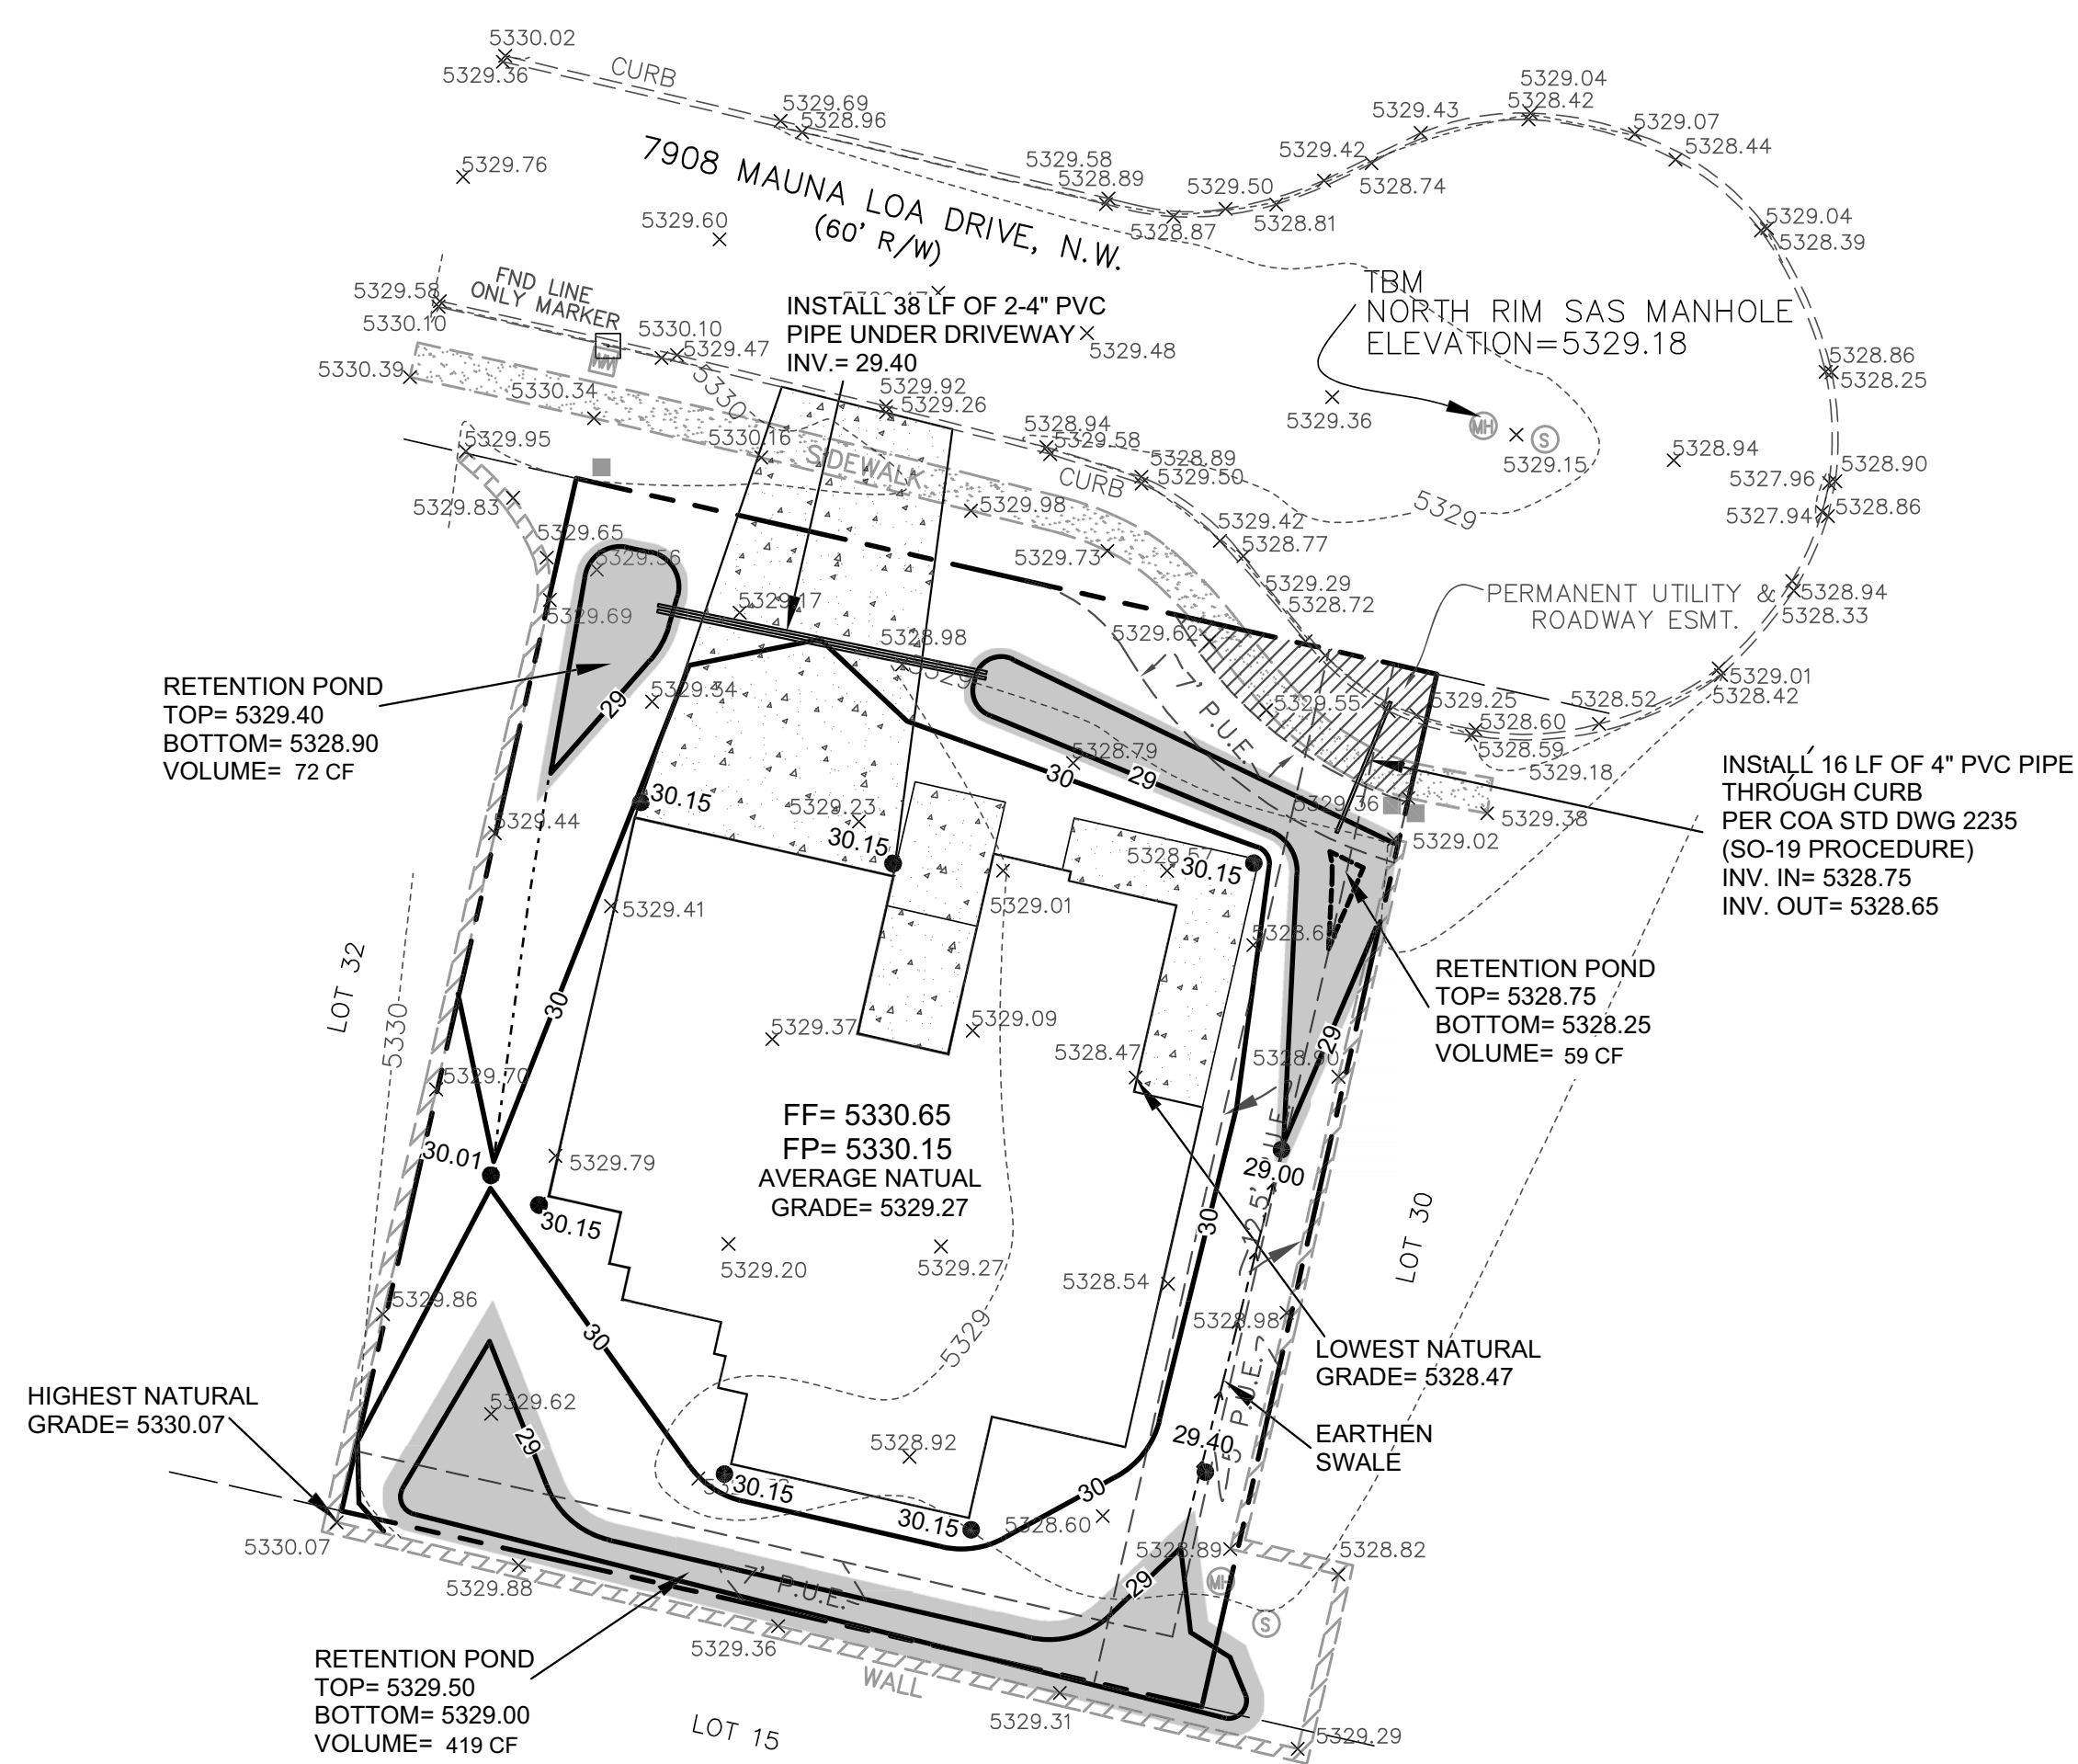 5330.02
5329.36
CURB
5329.69
5328.96
5329.04
5328.42
5329.43
5329.07
5328.44
5329.42
5328.74
5329.58
5328.89
5329.50
5328.81
5328.87
5329.04
5328.39
5329.76
5329.60
7908 MAUNA LOA DRIVE, N.W.
(60' R/W)
TBM
NORTH RIM SAS MANHOLE
ELEVATION=5329.18
FND LINE
ONLY MARKER
5329.58
5330.10
5330.10
5329.47
INSTALL 38 LF OF 2-4" PVC
PIPE UNDER DRIVEWAY
INV.= 29.40
5329.48
5328.86
5328.25
5330.39
5330.34
5330
5329.92
5329.26
5329.36
MH
S
5329.15
5328.94
5330.16
SIDEWALK
5328.94
5329.58
CURB
5328.89
5329.50
5329
5327.96
5328.90
5327.94
5328.86
5329.95
5329.83
5329.98
5329.73
5329.42
5328.77
5329.65
5329.56
5329.69
5329.17
5328.98
5329.29
5328.72
5329.62
PERMANENT UTILITY &
ROADWAY ESMT.
5328.94
5328.33
RETENTION POND
TOP= 5329.40
BOTTOM= 5328.90
VOLUME= 72 CF
29
5329.54
5329
7' P.U.E.
5329.55
5329.25
5328.60
5328.59
5328.52
5329.01
5328.42
5329.18
5328.79
30
29
INStALL 16 LF OF 4" PVC PIPE
THROUGH CURB
PER COA STD DWG 2235
(SO-19 PROCEDURE)
INV. IN= 5328.75
INV. OUT= 5328.65
5329.44
30.15
5329.23
30.15
30.15
5329.36
5329.38
5329.02
5329.41
5329.01
LOT 32
5330
30
5329.37
5329.09
5328.47
29
RETENTION POND
TOP= 5328.75
BOTTOM= 5328.25
VOLUME= 59 CF
5329.70
FF= 5330.65
FP= 5330.15
AVERAGE NATUAL
GRADE= 5329.27
30.01
5329.79
30.15
29.00
12.5'
30
LOT 30
5329.20
5329.27
5328.54
5329.86
30
5329
5328.98
5' P.U.E.
LOWEST NATURAL
GRADE= 5328.47
HIGHEST NATURAL
GRADE= 5330.07
5329.62
29
5328.92
29.40
EARTHEN
SWALE
30.15
30
30.15
5328.60
5330.07
5329.88
7' P.U.E.
29
5328.89
MH
S
5328.82
5329.36
WALL
RETENTION POND
TOP= 5329.50
BOTTOM= 5329.00
VOLUME= 419 CF
LOT 15
5329.31
5329.29